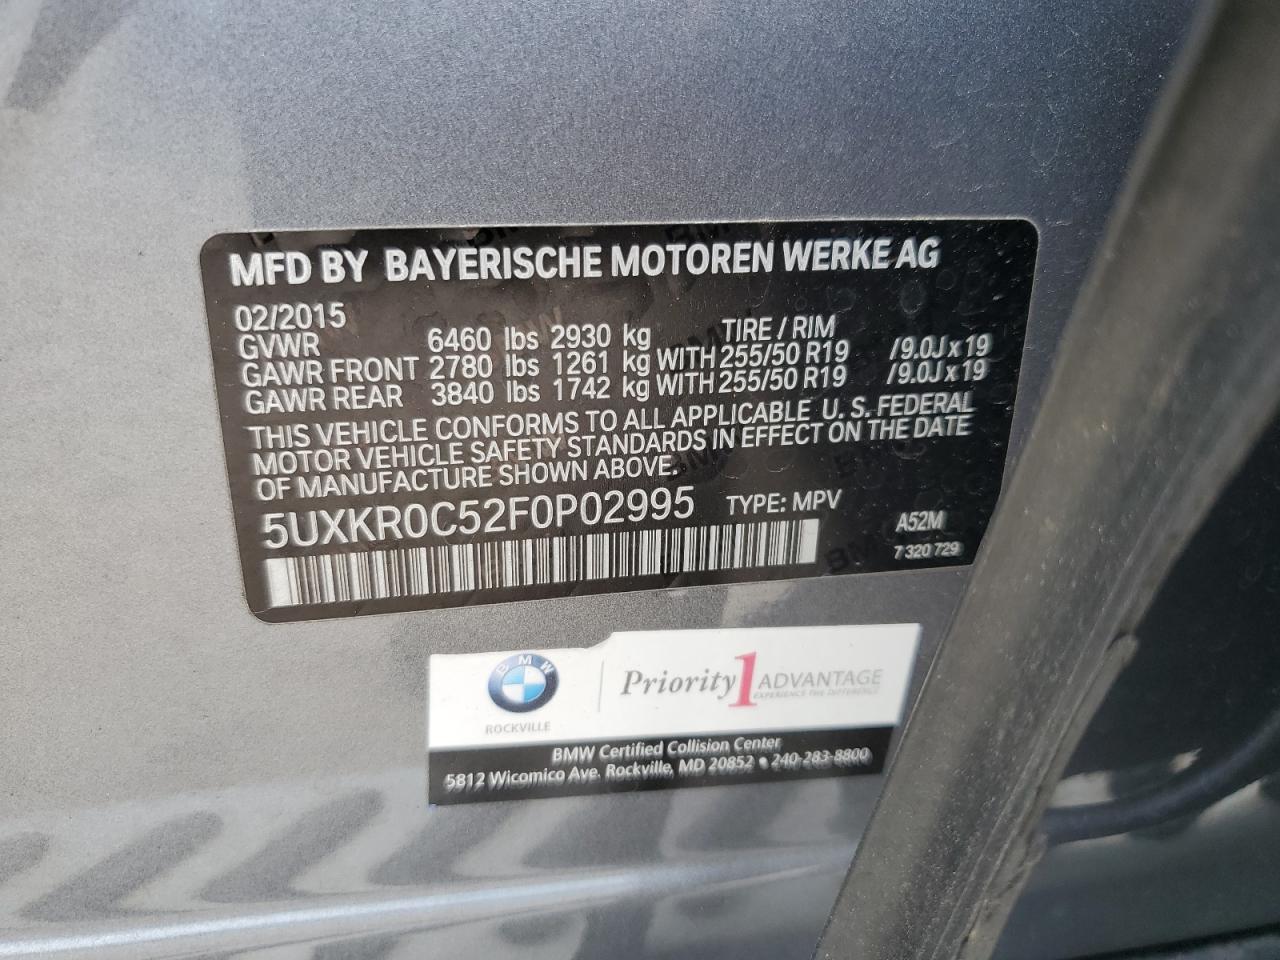 MFD BY BAYERISCHE MOTOREN WERKE AG
02/2015
GVWR 6460 lbs 2930 kg TIRE / RIM
GAWR FRONT 2780 lbs 1261 kg WITH 255/50 R19 /9.0J x 19
GAWR REAR 3840 lbs 1742 kg WITH 255/50 R19 /9.0J x 19
THIS VEHICLE CONFORMS TO ALL APPLICABLE U. S. FEDERAL
MOTOR VEHICLE SAFETY STANDARDS IN EFFECT ON THE DATE
OF MANUFACTURE SHOWN ABOVE.
5UXKR0C52F0P02995 TYPE: MPV
A52M
7 320 729
BMW
ROCKVILLE
Priority1 ADVANTAGE
EXPERIENCE THE DIFFERENCE
BMW Certified Collision Center
5812 Wicomico Ave. Rockville, MD 20852 • 240-283-8800